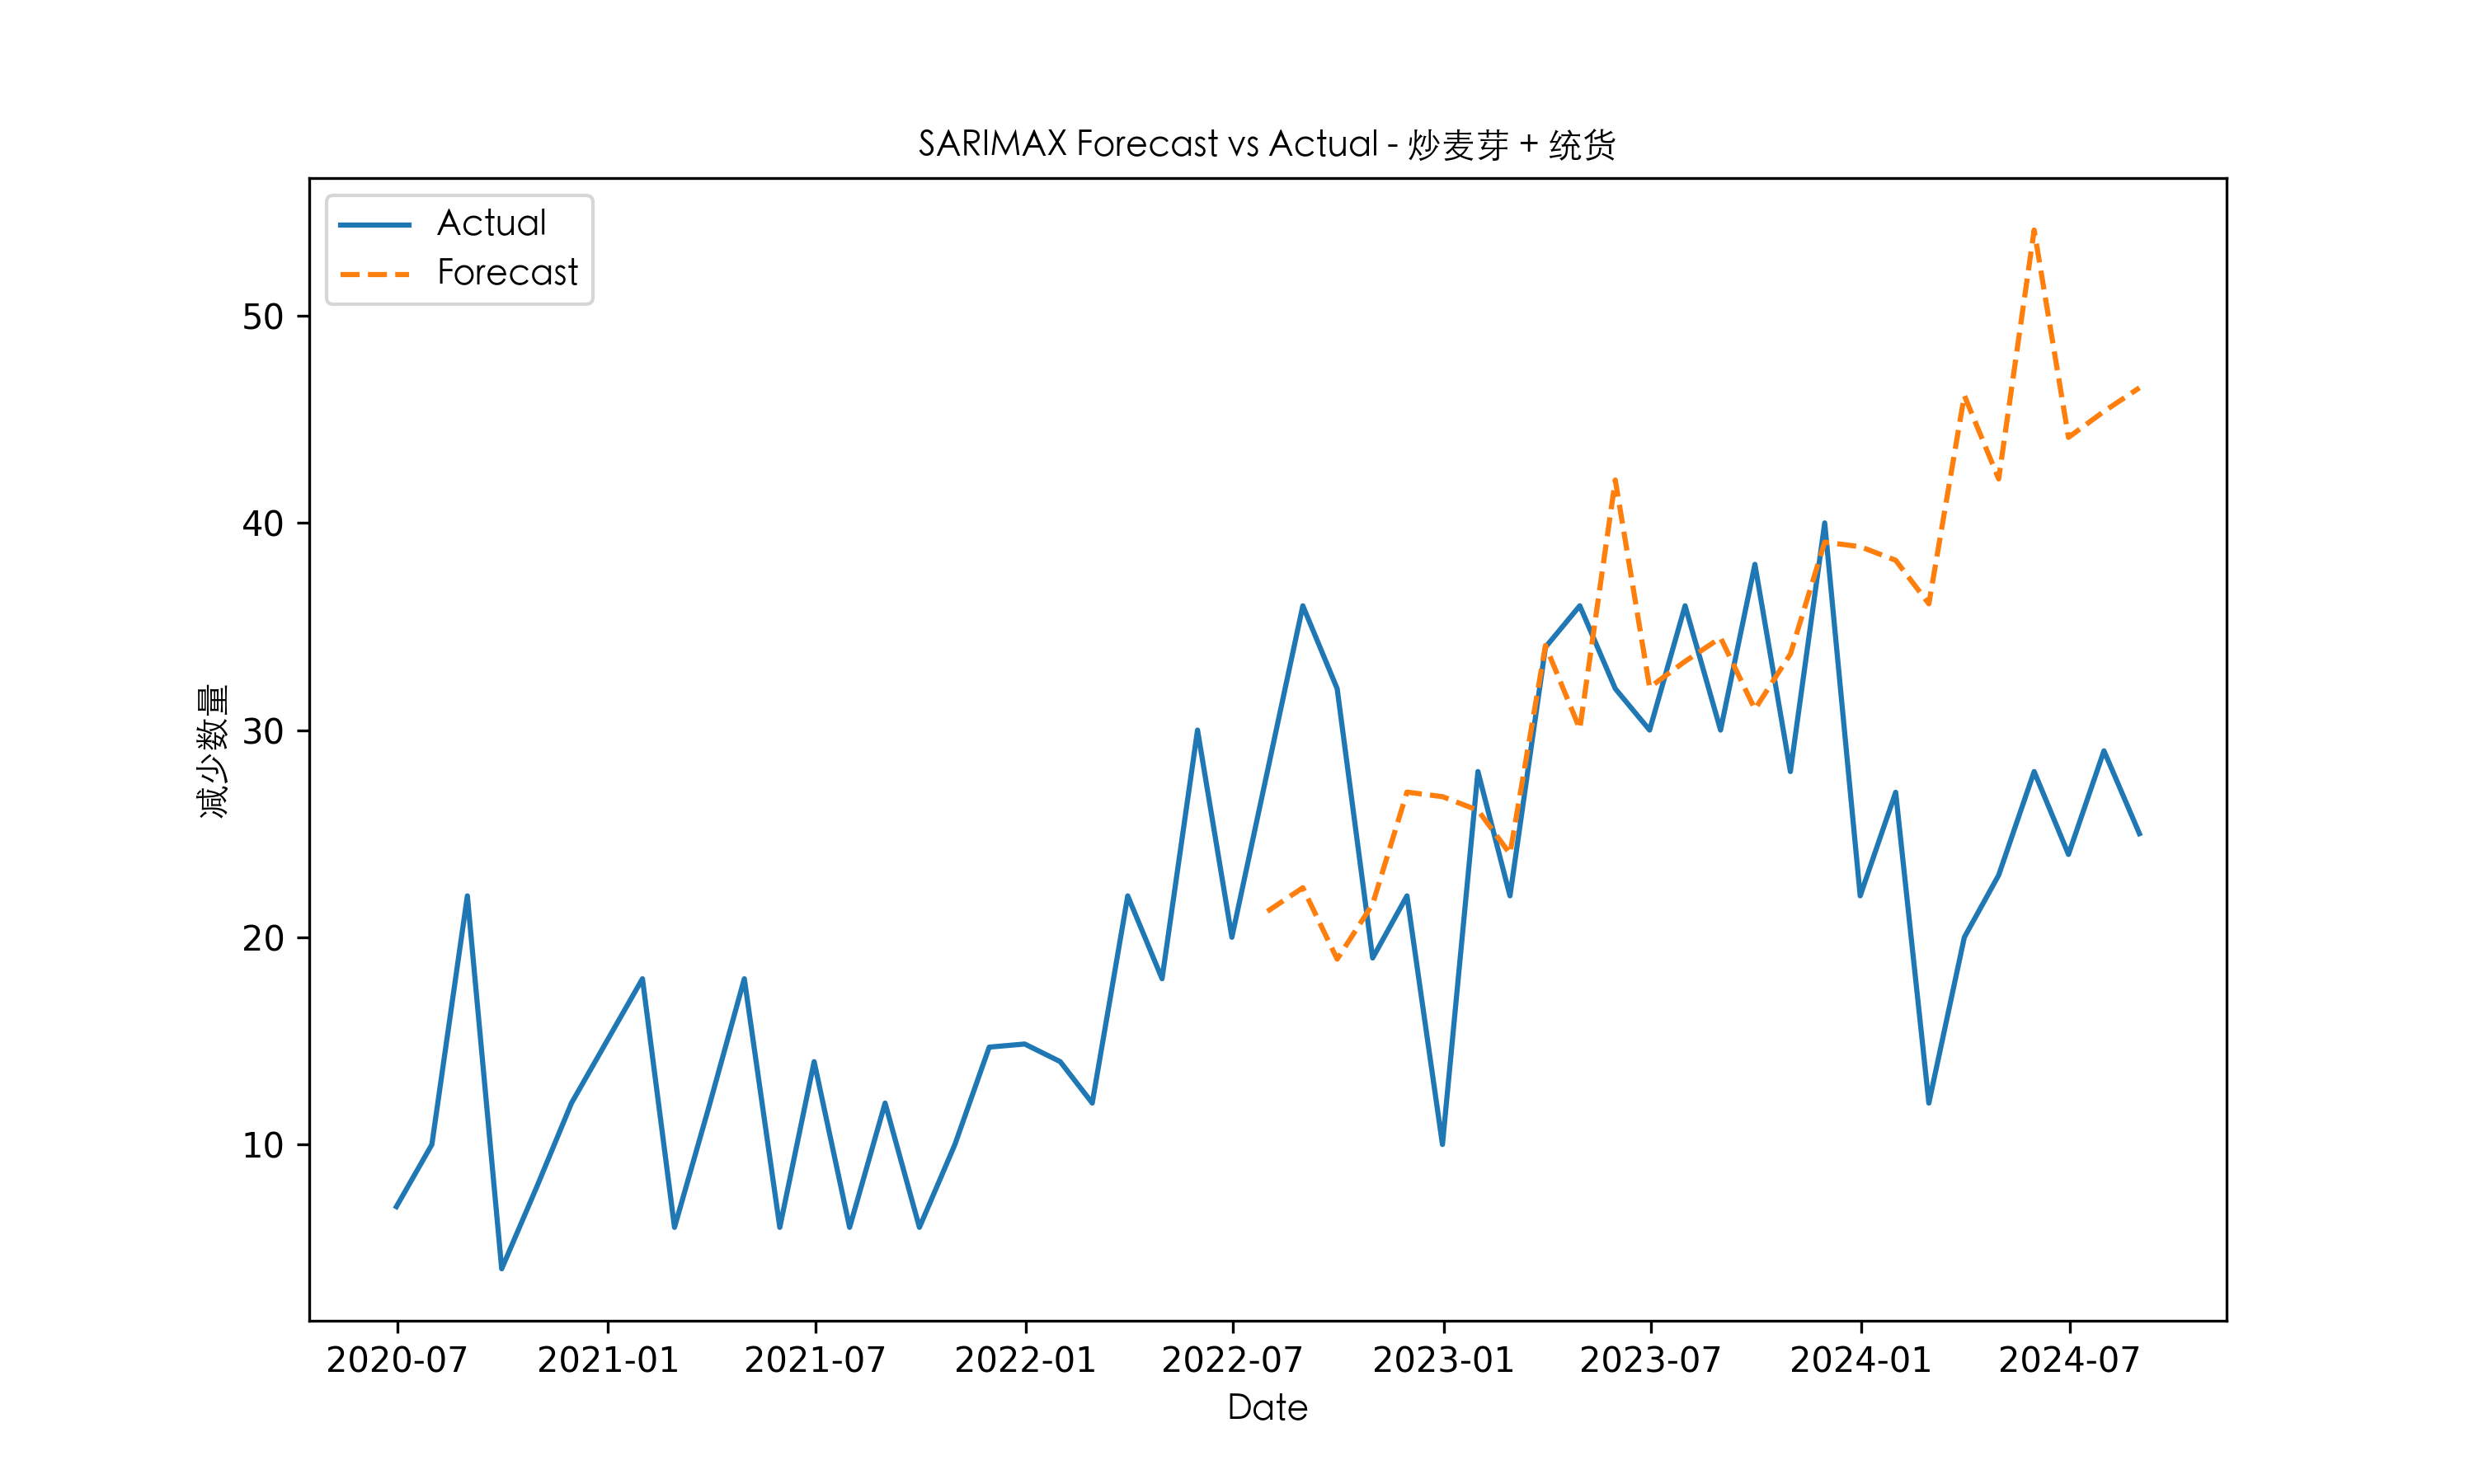 SARIMAX Forecast vs Actual - 炒麦芽 + 统货
Actual
Forecast
减少数量
50
40
30
20
10
2020-07 2021-01 2021-07 2022-01 2022-07 2023-01 2023-07 2024-01 2024-07
Date